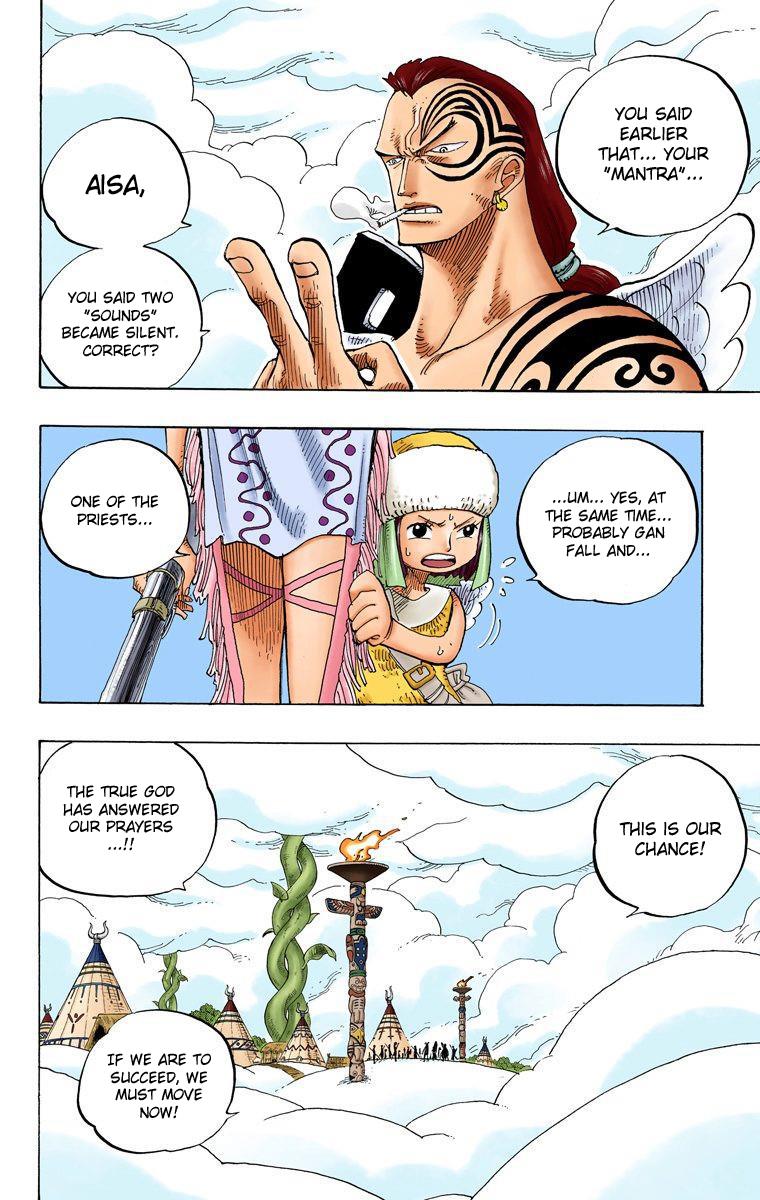 YOU SAID
EARLIER
THAT... YOUR
"MANTRA"...
AISA,
YOU SAID TWO
"SOUNDS"
BECAME SILENT.
CORRECT?
...UM... YES, AT
THE SAME TIME...
PROBABLY GAN
FALL AND...
ONE OF THE
PRIESTS...
THIS IS OUR
CHANCE!
THE TRUE GOD
HAS ANSWERED
OUR PRAYERS
...!!
IF WE ARE TO
SUCCEED, WE
MUST MOVE
NOW!